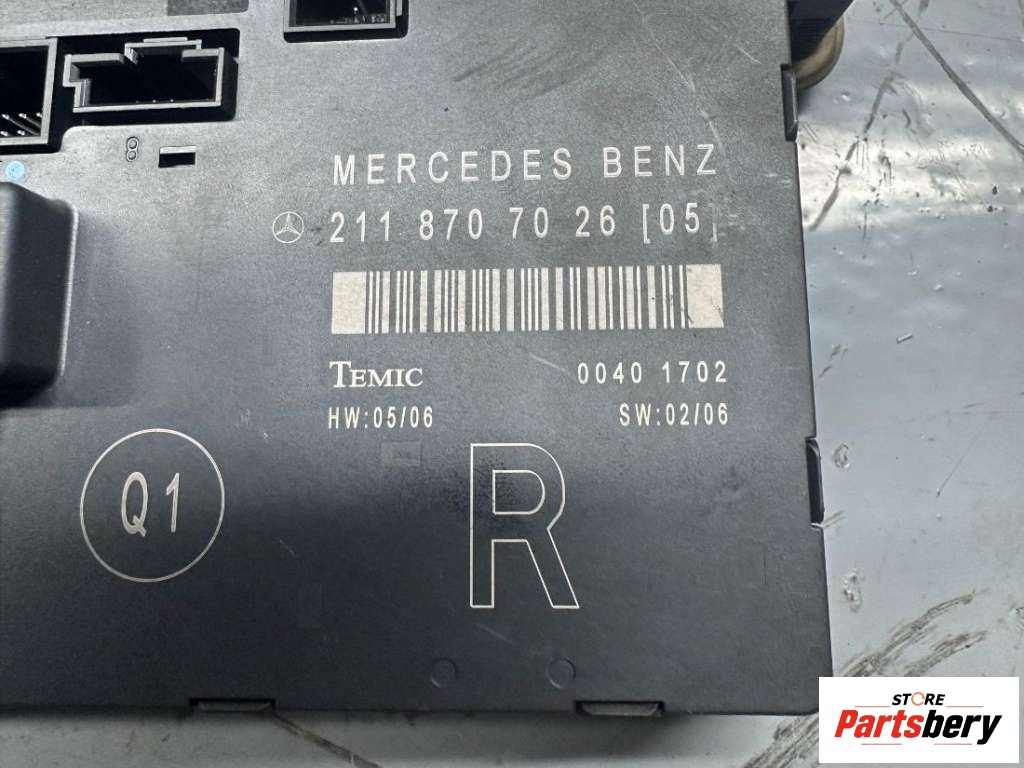 8
MERCEDES BENZ
211 870 70 26 [05]
TEMIC 0040 1702
HW:05/06 SW:02/06
Q1
R
STORE
Partsbery